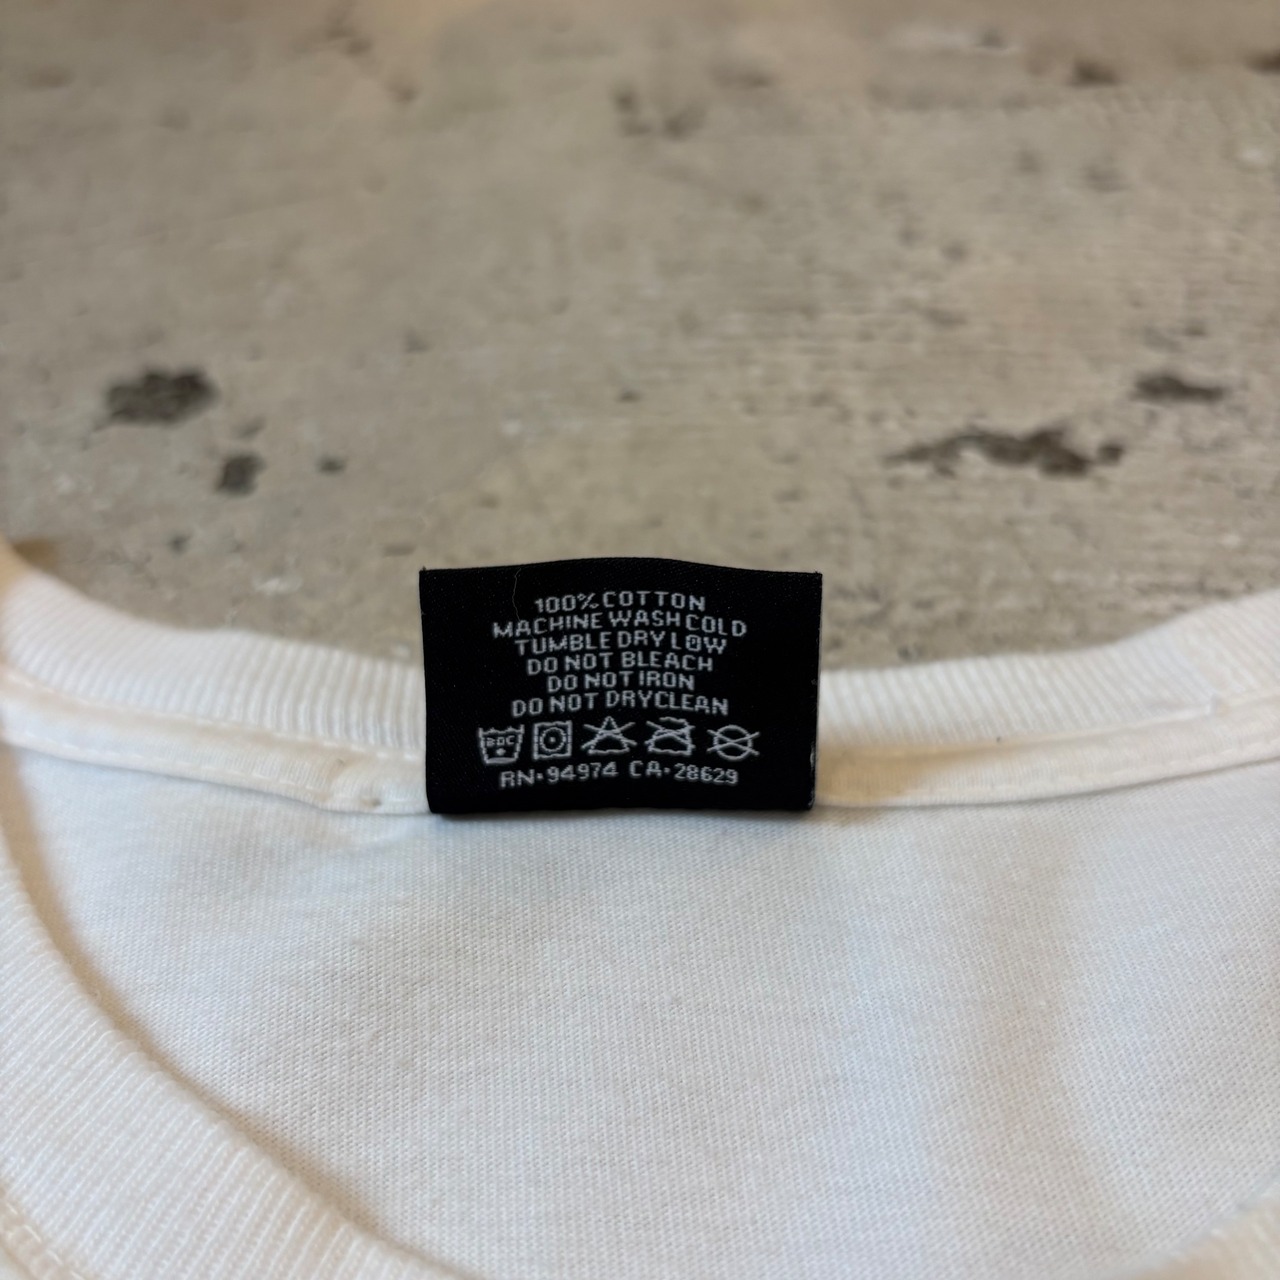 100% COTTON
MACHINE WASH COLD
TUMBLE DRY LOW
DO NOT BLEACH
DO NOT IRON
DO NOT DRYCLEAN
RN·94974 CA·28629